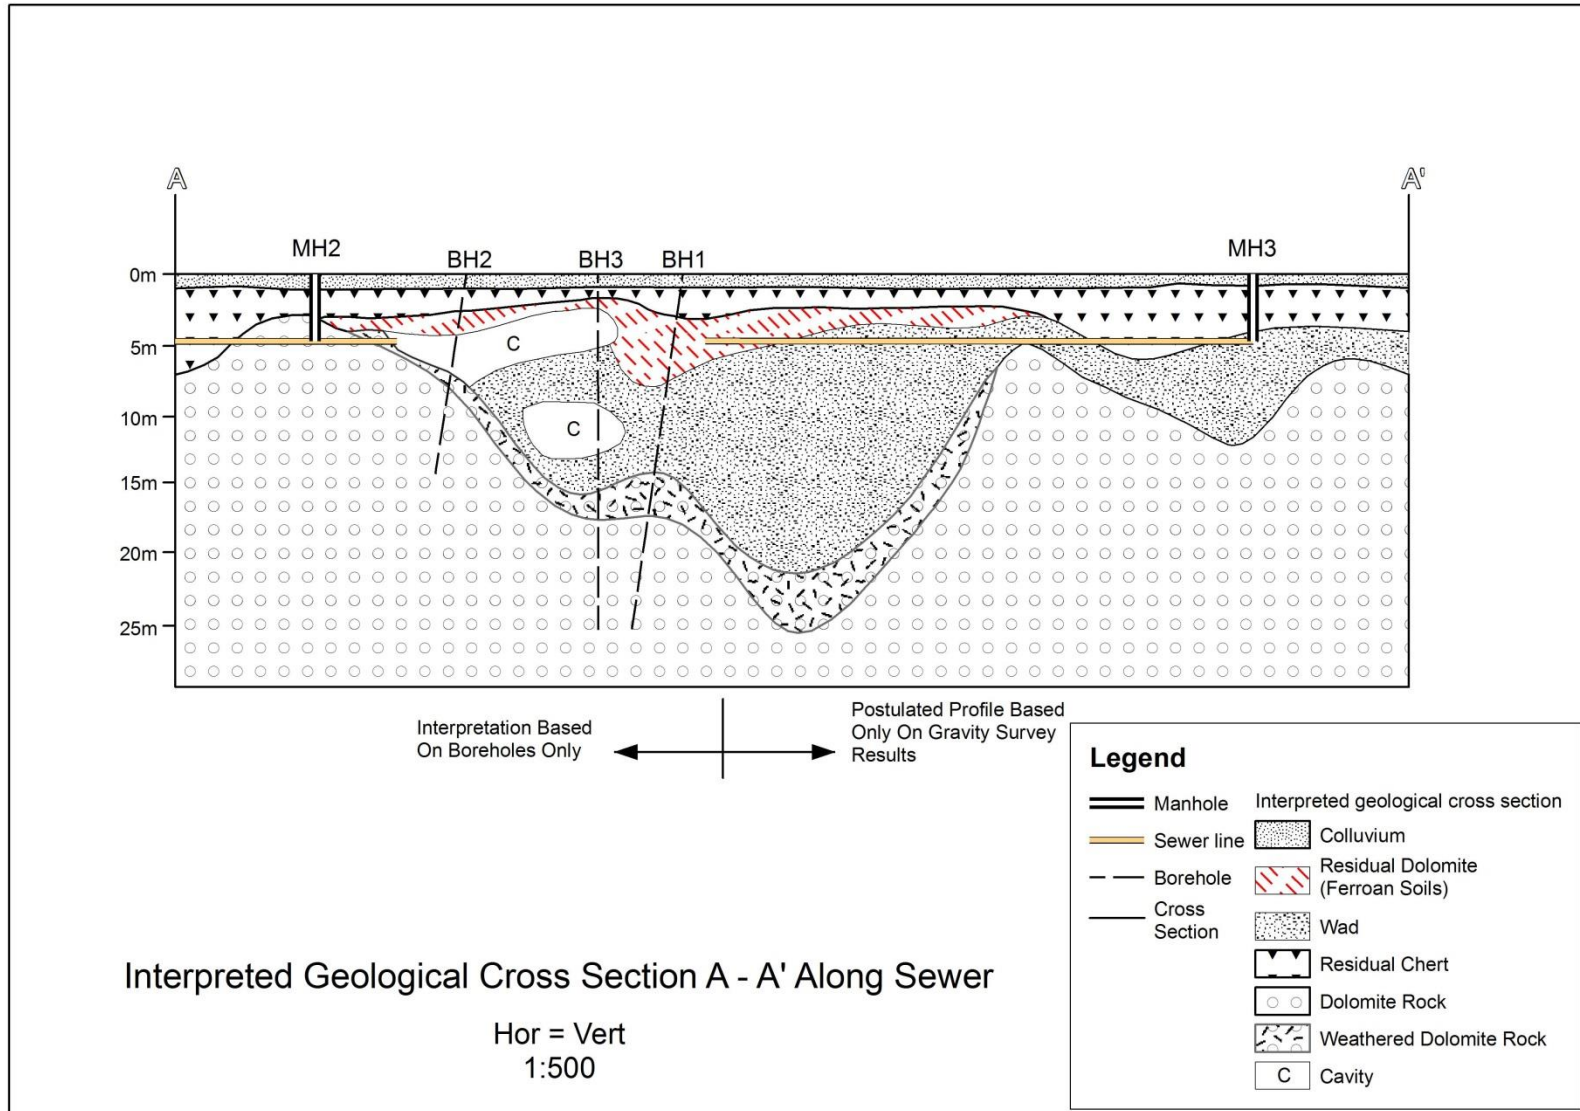 A
A'
MH2
BH2
BH3
BH1
MH3
0m
5m
10m
15m
20m
25m
C
C
Interpretation Based
On Boreholes Only
Postulated Profile Based
Only On Gravity Survey
Results
Legend
Manhole
Sewer line
Borehole
Cross
Section
Interpreted geological cross section
Colluvium
Residual Dolomite
(Ferroan Soils)
Wad
Residual Chert
Dolomite Rock
Weathered Dolomite Rock
C
Cavity
Interpreted Geological Cross Section A - A' Along Sewer
Hor = Vert
1:500